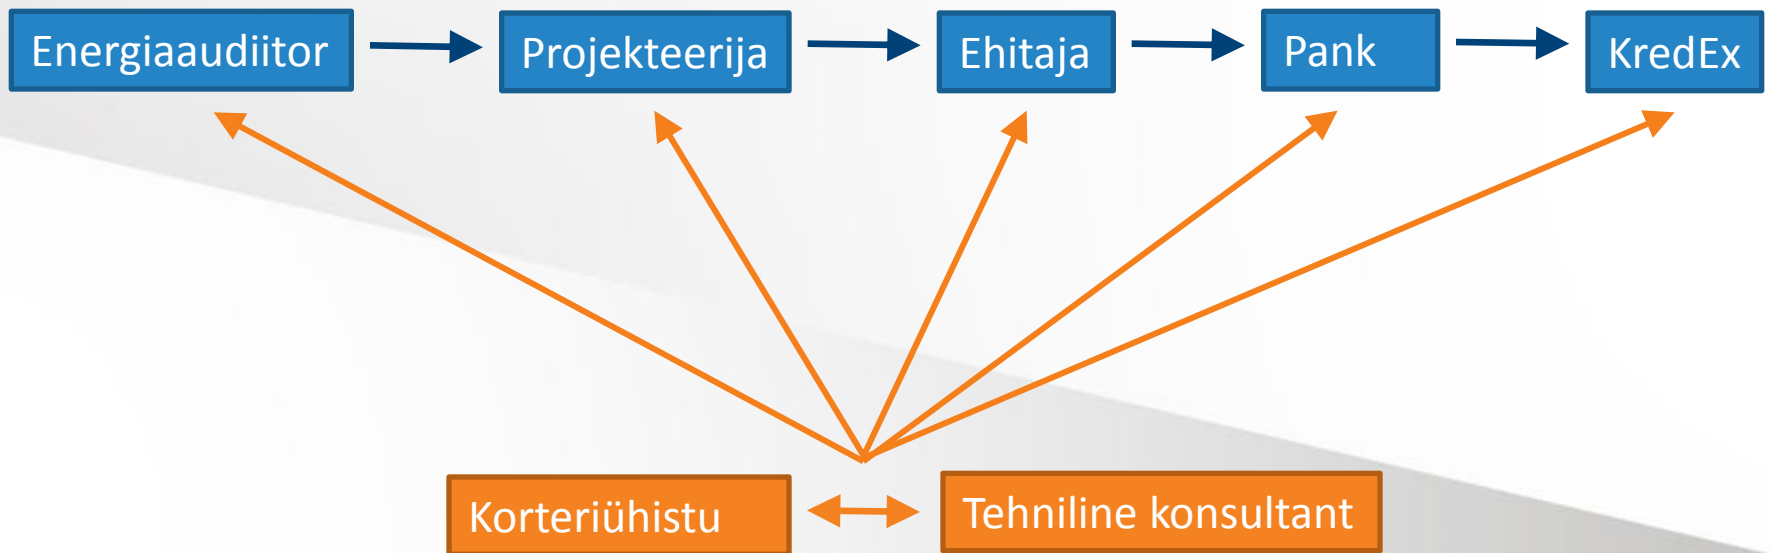 Energiaaudiitor
Projekteerija
Ehitaja
Pank
KredEx
Korteriühistu
Tehniline konsultant